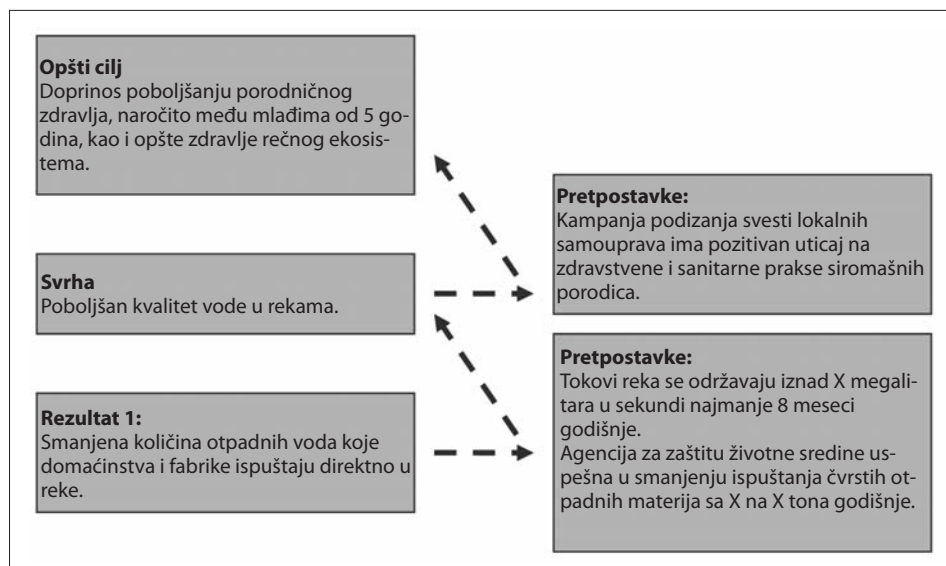 Opšti cilj
Doprinos poboljšanju porodičnog
zdravlja, naročito među mlađima od 5 go-
dina, kao i opšte zdravlje rečnog ekosis-
tema.
Pretpostavke:
Kampanja podizanja svesti lokalnih
samouprava ima pozitivan uticaj na
zdravstvene i sanitarne prakse siromašnih
porodica.
Svrha
Poboljšan kvalitet vode u rekama.
Pretpostavke:
Tokovi reka se održavaju iznad X megali-
tara u sekundi najmanje 8 meseci
godišnje.
Agencija za zaštitu životne sredine us-
pešna u smanjenju ispuštanja čvrstih ot-
padnih materija sa X na X tona godišnje.
Rezultat 1:
Smanjena količina otpadnih voda koje
domaćinstva i fabrike ispuštaju direktno u
reke.